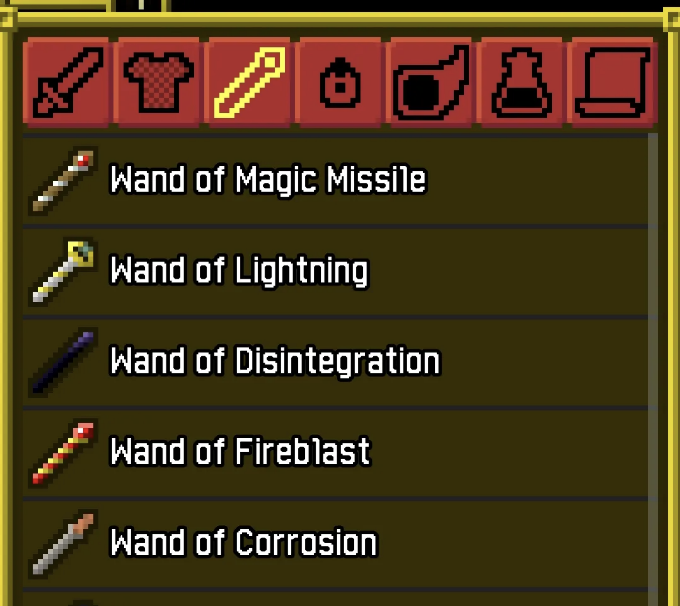 Wand of Magic Missile
Wand of Lightning
Wand of Disintegration
Wand of Fireblast
Wand of Corrosion